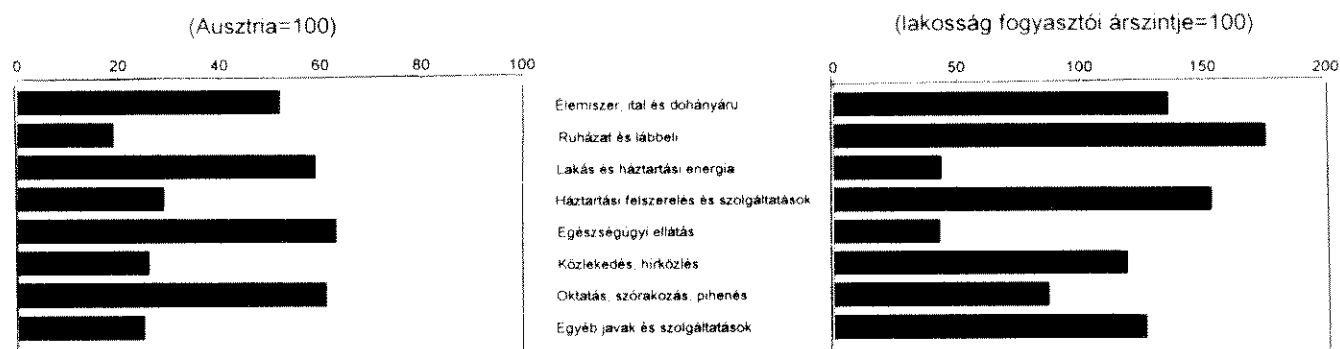 (Ausztria=100)
(lakosság fogyasztói árszintje=100)
0 20 40 60 80 100
0 50 100 150 200
Élemiszer, ital és dohányáru
Ruházat és lábbeli
Lakás és háztartási energia
Háztartási felszerelés és szolgáltatások
Egészségügyi ellátás
Közlekedés, hírközlés
Oktatás, szórakozás, pihenés
Egyéb javak és szolgáltatások